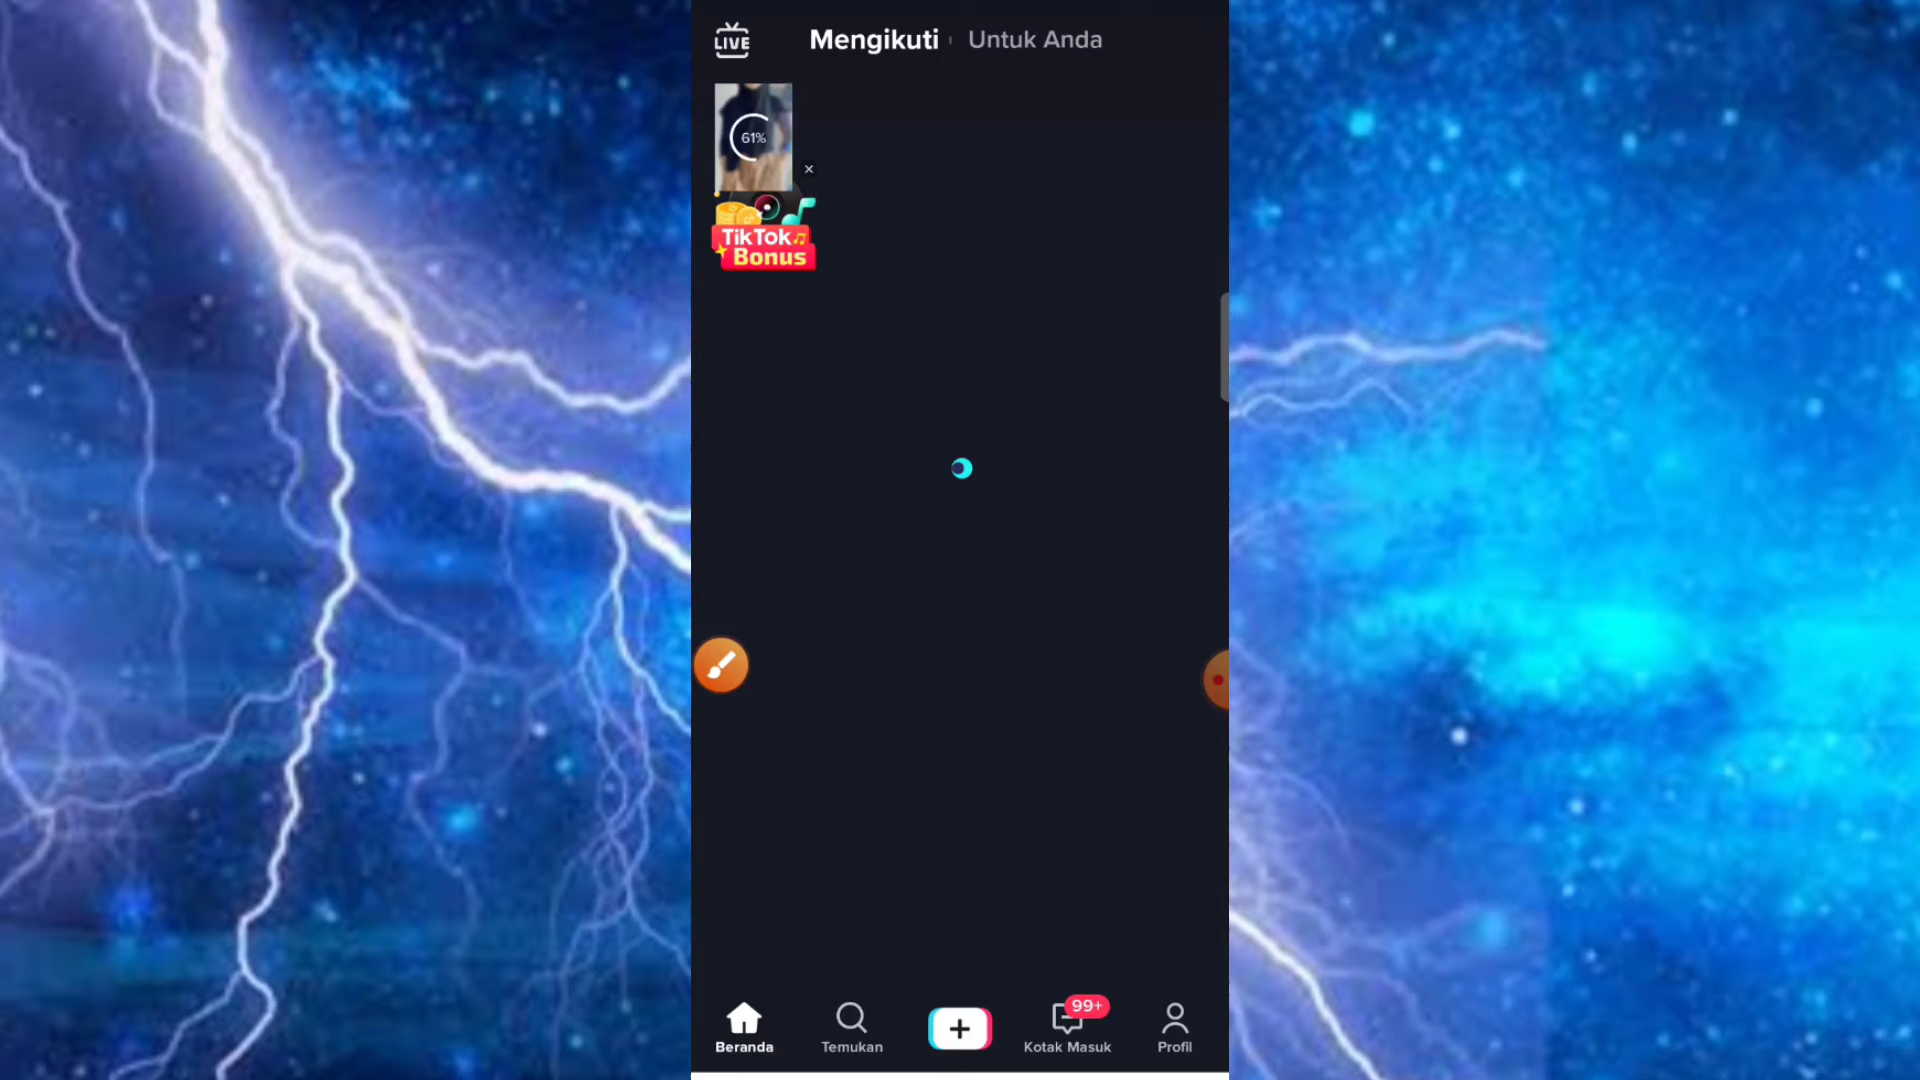 LIVE
Mengikuti
Untuk Anda
61%
TikTok
Bonus
99+
Beranda
Temukan
Kotak Masuk
Profil